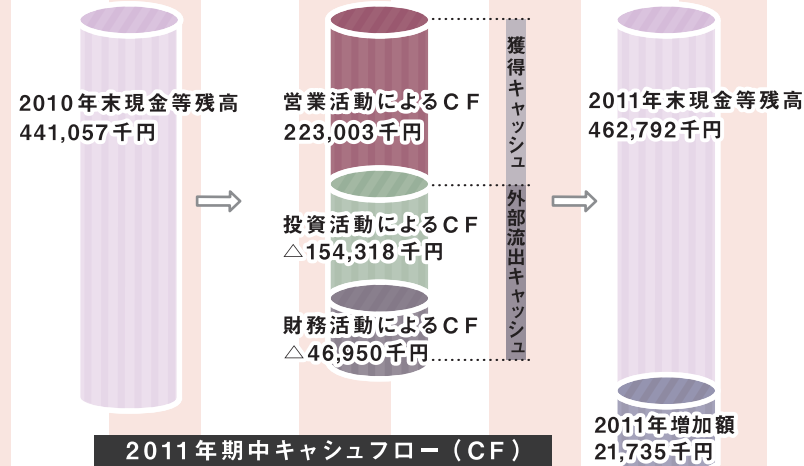 2010年末現金等残高
441,057千円
営業活動によるCF
223,003千円
投資活動によるCF
△154,318千円
財務活動によるCF
△46,950千円
獲得キャッシュ
外部流出キャッシュ
2011年末現金等残高
462,792千円
2011年増加額
21,735千円
2011年期中キャシュフロー（CF）